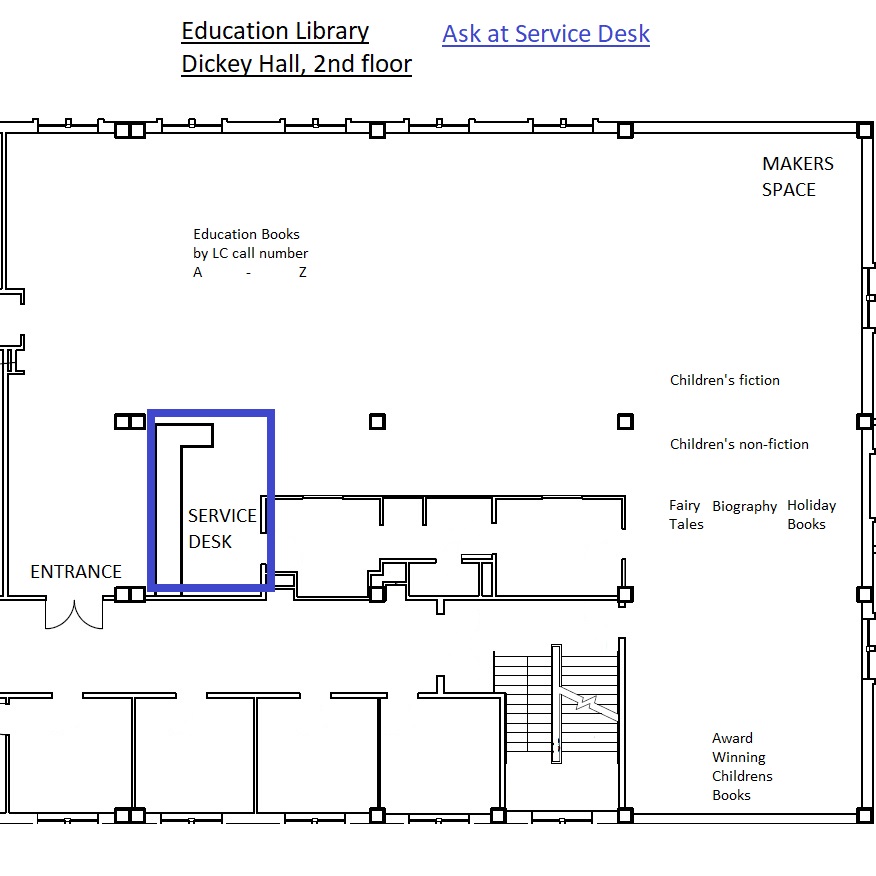 Education Library
Dickey Hall, 2nd floor
Ask at Service Desk
MAKERS
SPACE
Education Books
by LC call number
A - Z
Children's fiction
Children's non-fiction
Fairy
Tales
Biography
Holiday
Books
SERVICE
DESK
ENTRANCE
Award
Winning
Childrens
Books